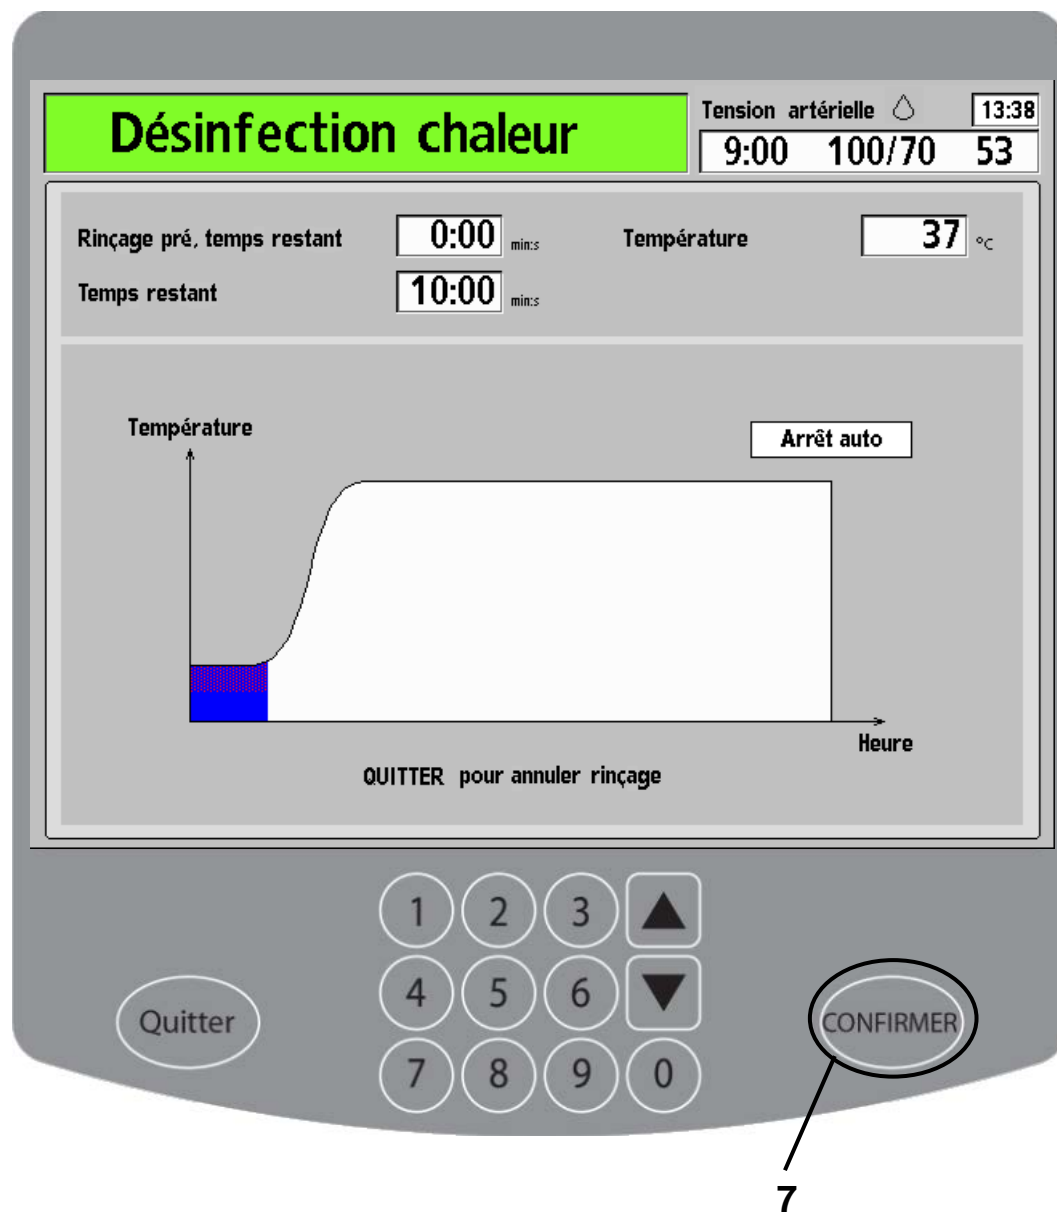 Désinfection chaleur
Tension artérielle 13:38
9:00 100/70 53
Rinçage pré, temps restant 0:00 min:s Température 37 °C
Temps restant 10:00 min:s
Température
Arrêt auto
Heure
QUITTER pour annuler rinçage
1 2 3
4 5 6
Quitter
CONFIRMER
7 8 9 0
7